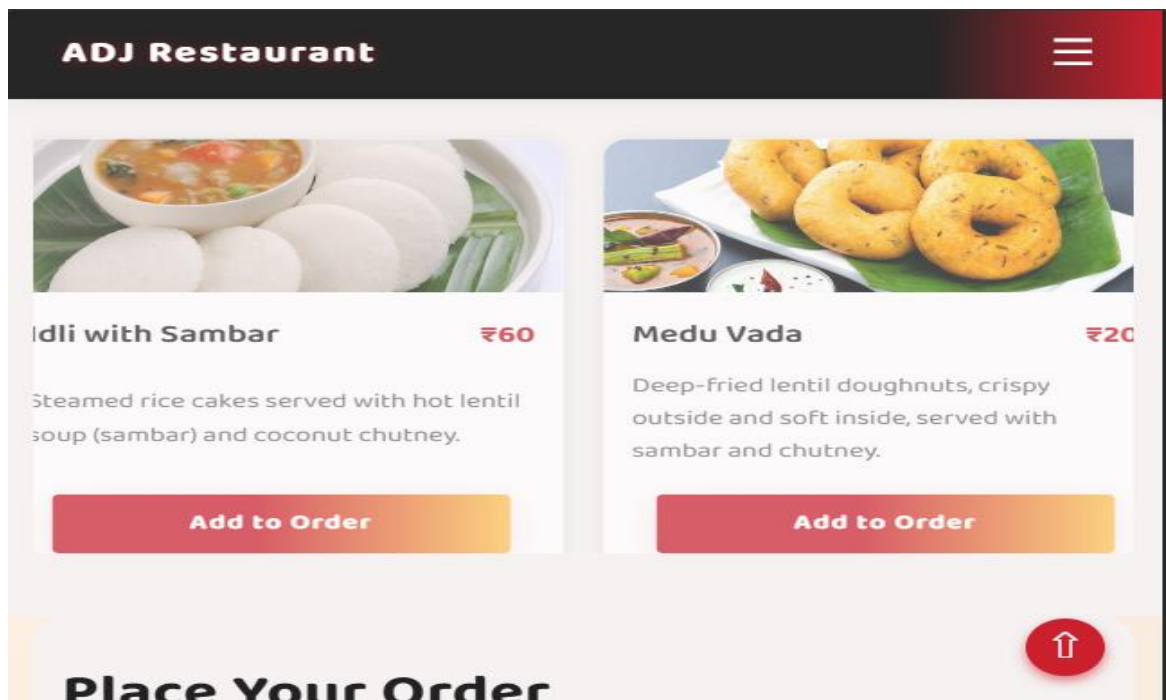 ADJ Restaurant
Idli with Sambar
₹60
Steamed rice cakes served with hot lentil
soup (sambar) and coconut chutney.
Add to Order
Medu Vada
₹20
Deep-fried lentil doughnuts, crispy
outside and soft inside, served with
sambar and chutney.
Add to Order
Place Your Order